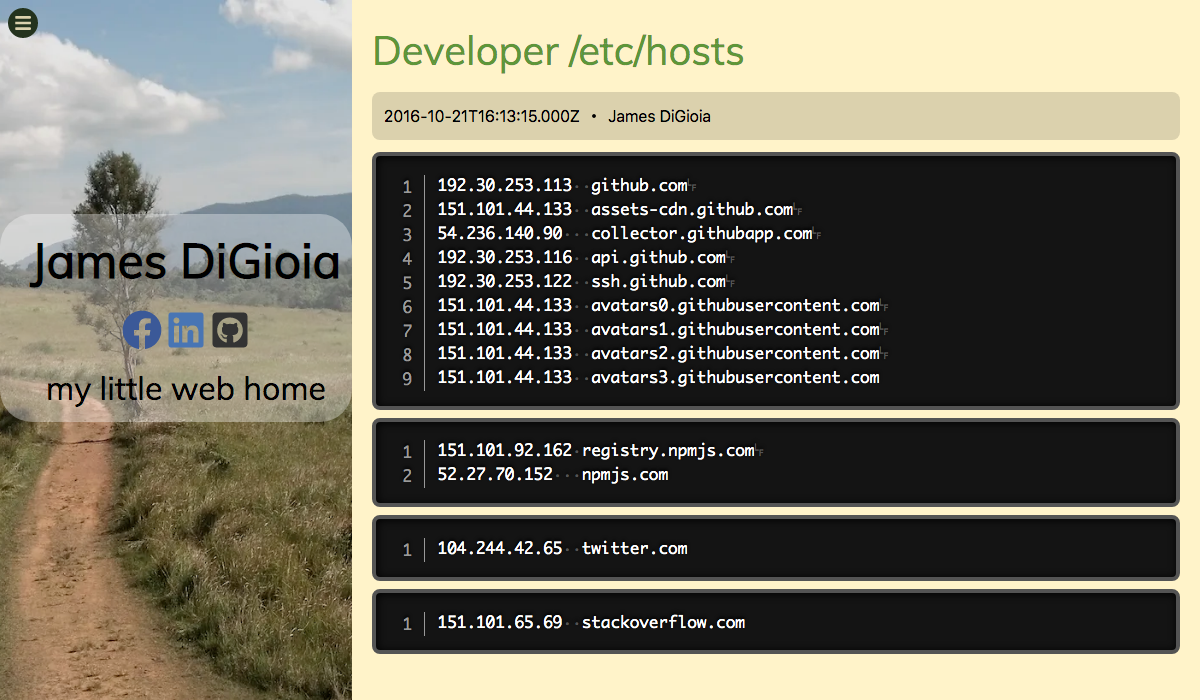 James DiGioia
my little web home
Developer /etc/hosts
2016-10-21T16:13:15.000Z • James DiGioia
1 192.30.253.113  github.com
2 151.101.44.133  assets-cdn.github.com
3 54.236.140.90   collector.githubapp.com
4 192.30.253.116  api.github.com
5 192.30.253.122  ssh.github.com
6 151.101.44.133  avatars0.githubusercontent.com
7 151.101.44.133  avatars1.githubusercontent.com
8 151.101.44.133  avatars2.githubusercontent.com
9 151.101.44.133  avatars3.githubusercontent.com
1 151.101.92.162 registry.npmjs.com
2 52.27.70.152   npmjs.com
1 104.244.42.65  twitter.com
1 151.101.65.69  stackoverflow.com